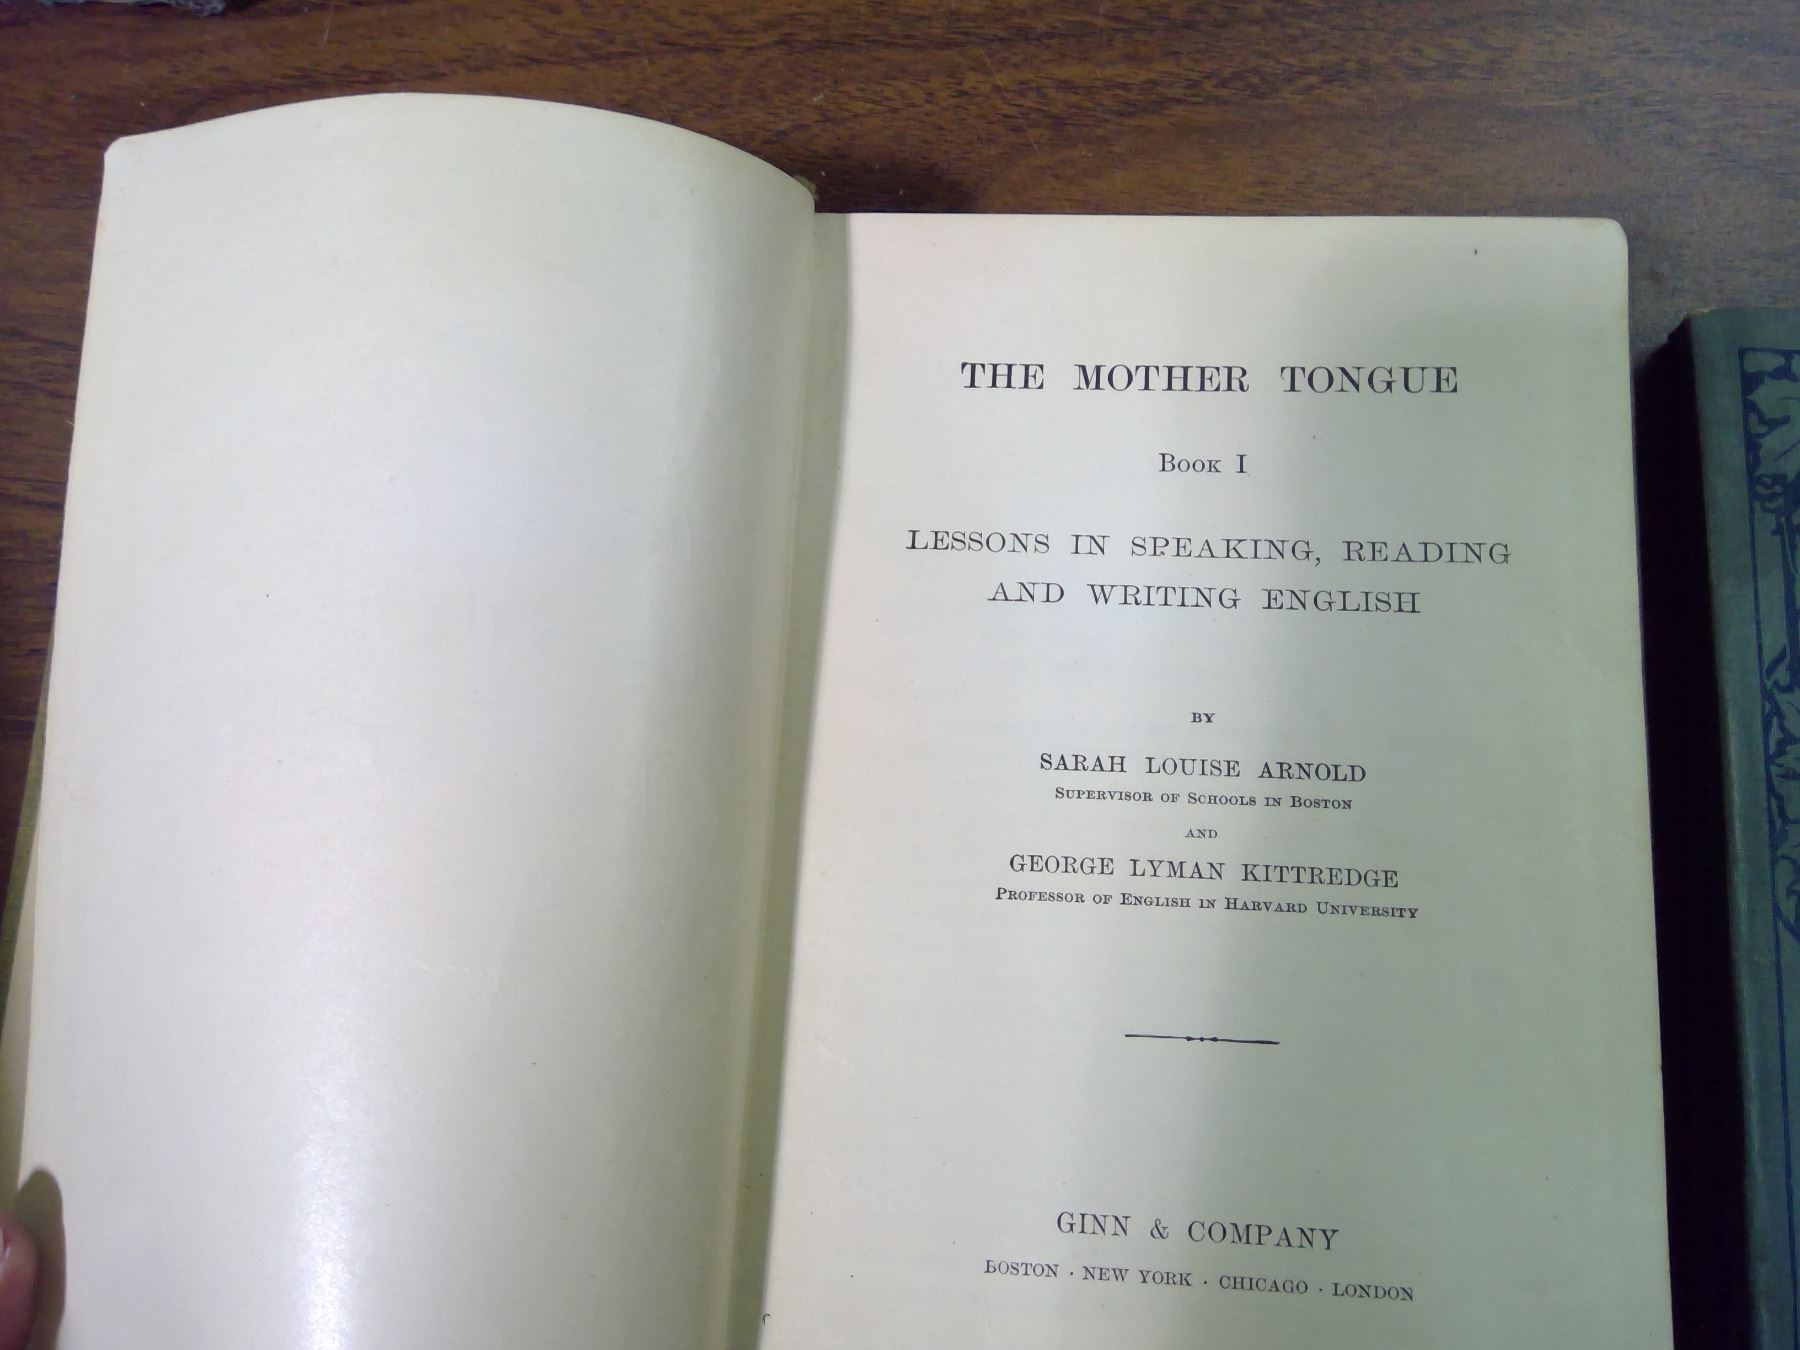 THE MOTHER TONGUE
BOOK I
LESSONS IN SPEAKING, READING
AND WRITING ENGLISH
BY
SARAH LOUISE ARNOLD
SUPERVISOR OF SCHOOLS IN BOSTON
AND
GEORGE LYMAN KITTREDGE
PROFESSOR OF ENGLISH IN HARVARD UNIVERSITY
GINN & COMPANY
BOSTON · NEW YORK · CHICAGO · LONDON